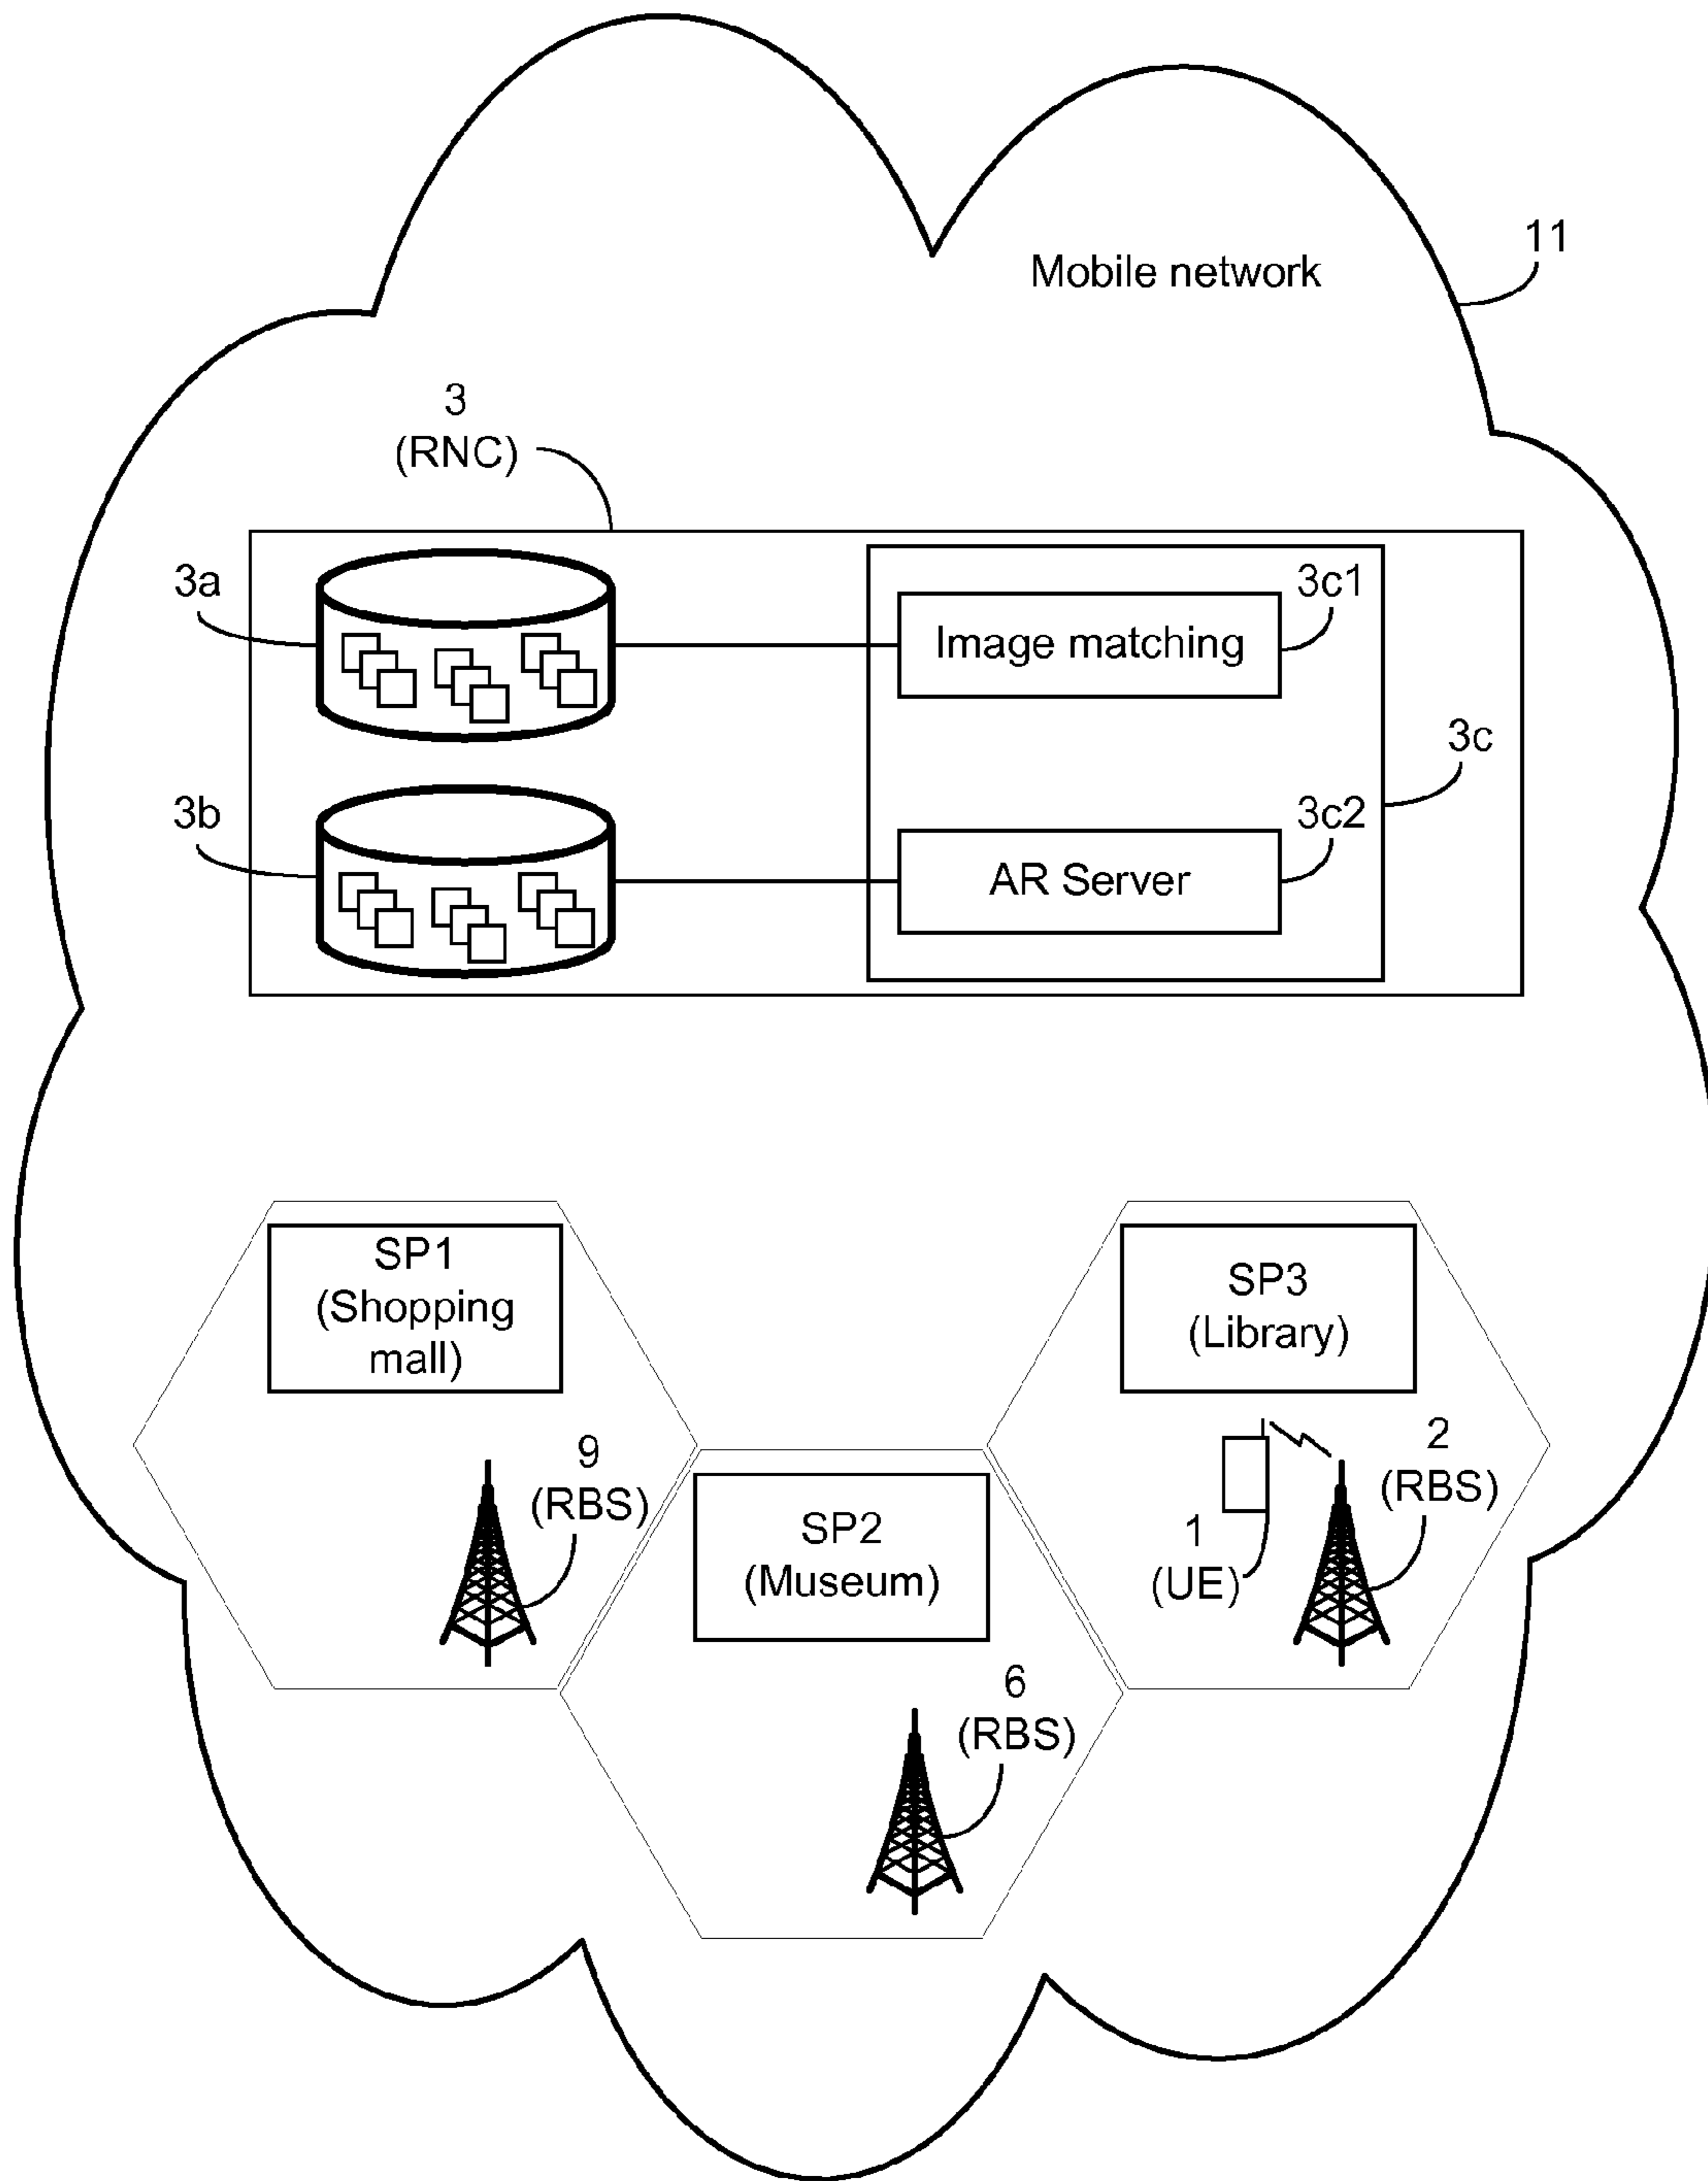 11
Mobile network
3
(RNC)
3a
3c1
Image matching
3c
3b
3c2
AR Server
SP1
(Shopping
mall)
SP3
(Library)
9
(RBS)
2
(RBS)
SP2
(Museum)
1
(UE)
6
(RBS)